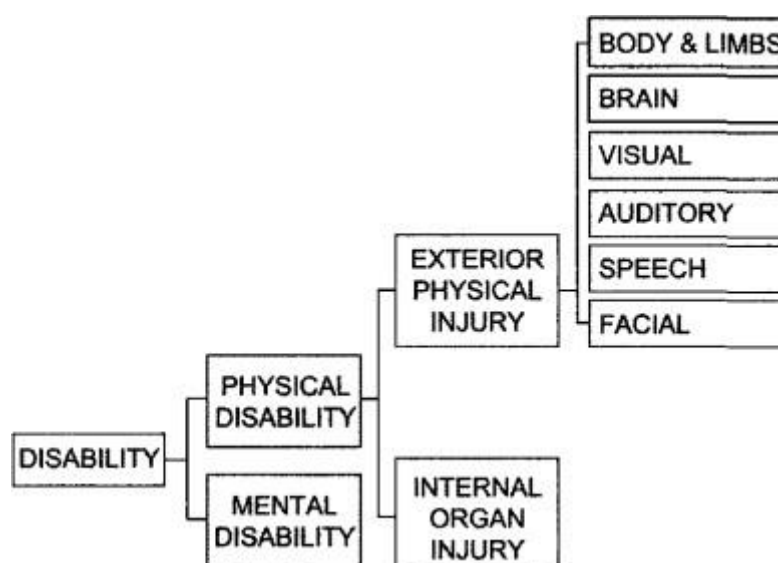 BODY & LIMBS
BRAIN
VISUAL
AUDITORY
SPEECH
FACIAL
EXTERIOR
PHYSICAL
INJURY
PHYSICAL
DISABILITY
DISABILITY
MENTAL
DISABILITY
INTERNAL
ORGAN
INJURY